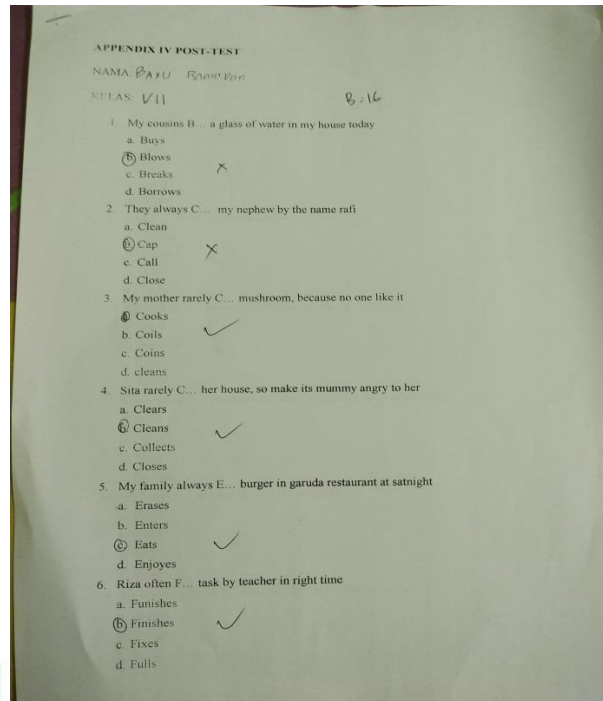 APPENDIX IV POST-TEST
NAMA: BAYU
KELAS: VII
B: 16
1. My cousins B... a glass of water in my house today
a. Buys
b. Blows
c. Breaks
d. Borrows
2. They always C... my nephew by the name rafi
a. Clean
b. Cap
c. Call
d. Close
3. My mother rarely C... mushroom, because no one like it
a. Cooks
b. Coils
c. Coins
d. cleans
4. Sita rarely C... her house, so make its mummy angry to her
a. Clears
b. Cleans
c. Collects
d. Closes
5. My family always E... burger in garuda restaurant at satnight
a. Erases
b. Enters
c. Eats
d. Enjoyes
6. Riza often F... task by teacher in right time
a. Funishes
b. Finishes
c. Fixes
d. Fulls